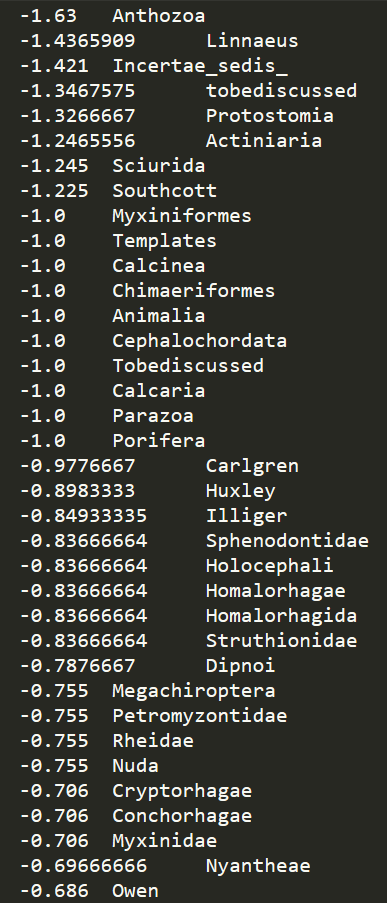 -1.63 Anthozoa
-1.4365909 Linnaeus
-1.421 Incertae_sedis_
-1.3467575 tobediscussed
-1.3266667 Protostomia
-1.2465556 Actiniaria
-1.245 Sciurida
-1.225 Southcott
-1.0 Myxiniformes
-1.0 Templates
-1.0 Calcinea
-1.0 Chimaeriformes
-1.0 Animalia
-1.0 Cephalochordata
-1.0 Tobediscussed
-1.0 Calcaria
-1.0 Parazoa
-1.0 Porifera
-0.9776667 Carlgren
-0.8983333 Huxley
-0.84933335 Illiger
-0.83666664 Sphenodontidae
-0.83666664 Holocephali
-0.83666664 Homalorhagae
-0.83666664 Homalorhagida
-0.83666664 Struthionidae
-0.7876667 Dipnoi
-0.755 Megachiroptera
-0.755 Petromyzontidae
-0.755 Rheidae
-0.755 Nuda
-0.706 Cryptorhagae
-0.706 Conchorhagae
-0.706 Myxinidae
-0.69666666 Nyantheae
-0.686 Owen